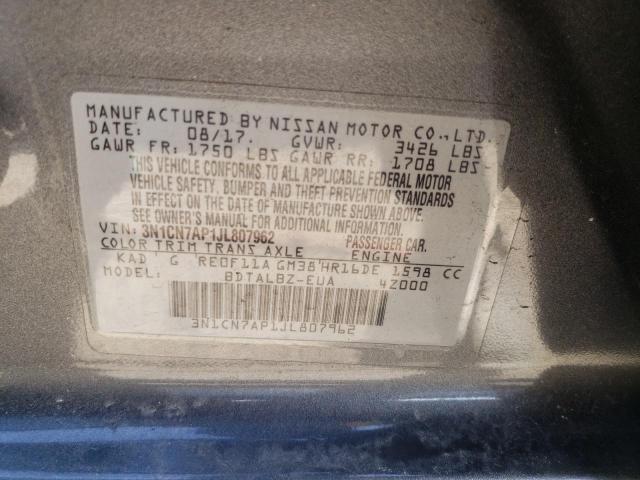 MANUFACTURED BY NISSAN MOTOR CO.,LTD.
DATE: 08/17. GVWR: 3426 LBS
GAWR FR: 1750 LBS GAWR RR: 1708 LBS
THIS VEHICLE CONFORMS TO ALL APPLICABLE FEDERAL MOTOR
VEHICLE SAFETY, BUMPER AND THEFT PREVENTION STANDARDS
IN EFFECT ON THE DATE OF MANUFACTURE SHOWN ABOVE.
SEE OWNER'S MANUAL FOR ADDITIONAL INFORMATION.
VIN: 3N1CN7AP1JL807962 PASSENGER CAR.
COLOR TRIM TRANS AXLE ENGINE
KAD G RE0F11A GM38 HR16DE 1598 CC
MODEL: BDTALBZ-EUA 4Z000
3N1CN7AP1JL807962